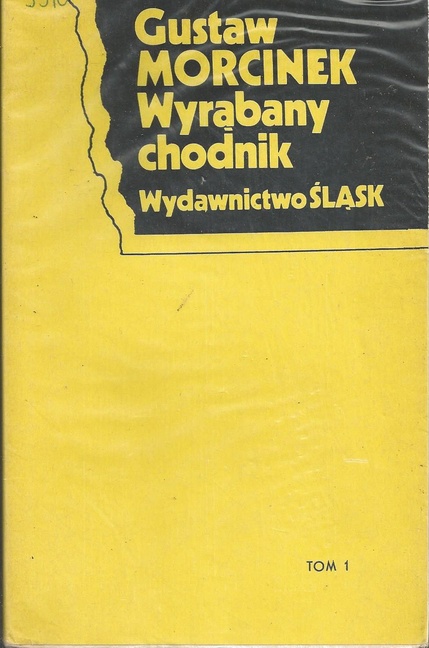 Gustaw
MORCINEK
Wyrąbany
chodnik
Wydawnictwo ŚLĄSK
TOM 1